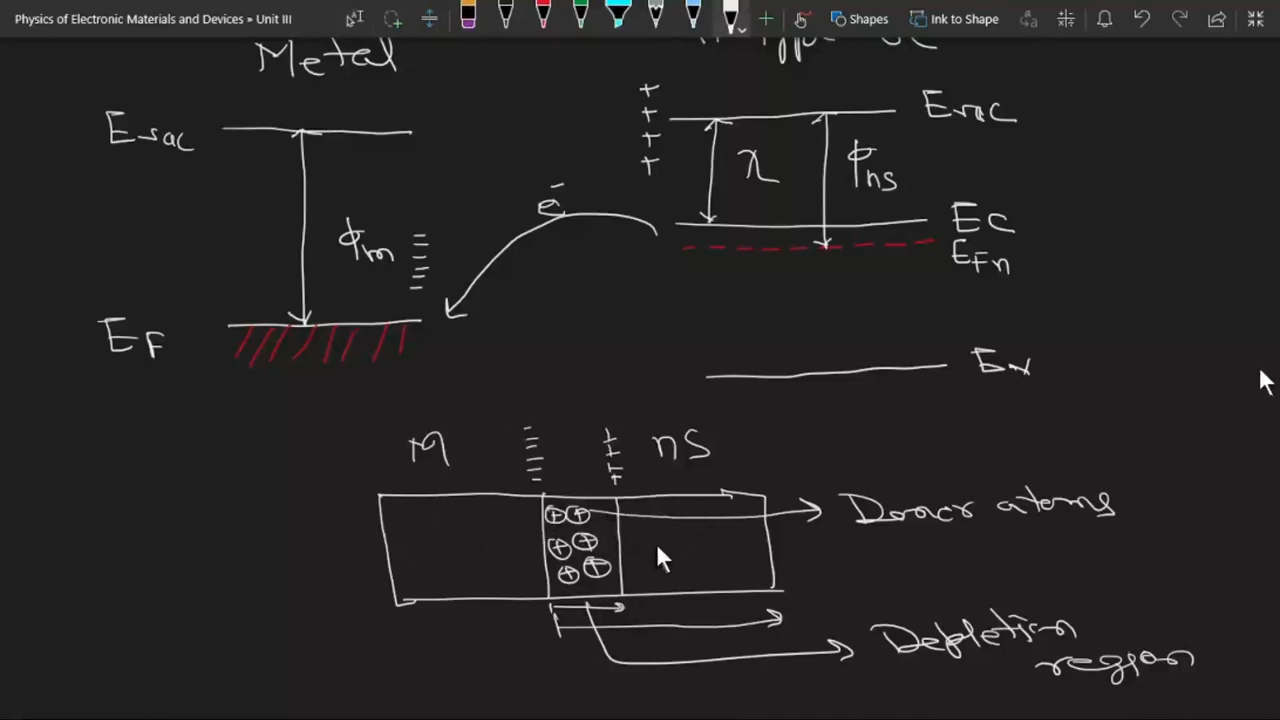 Physics of Electronic Materials and Devices » Unit III
Shapes
Ink to Shape
Metal
Evac
Evac
χ
ϕns
ϕm
e⁻
Ec
EFn
EF
Ev
M
nS
Donor atoms
Depletion
region